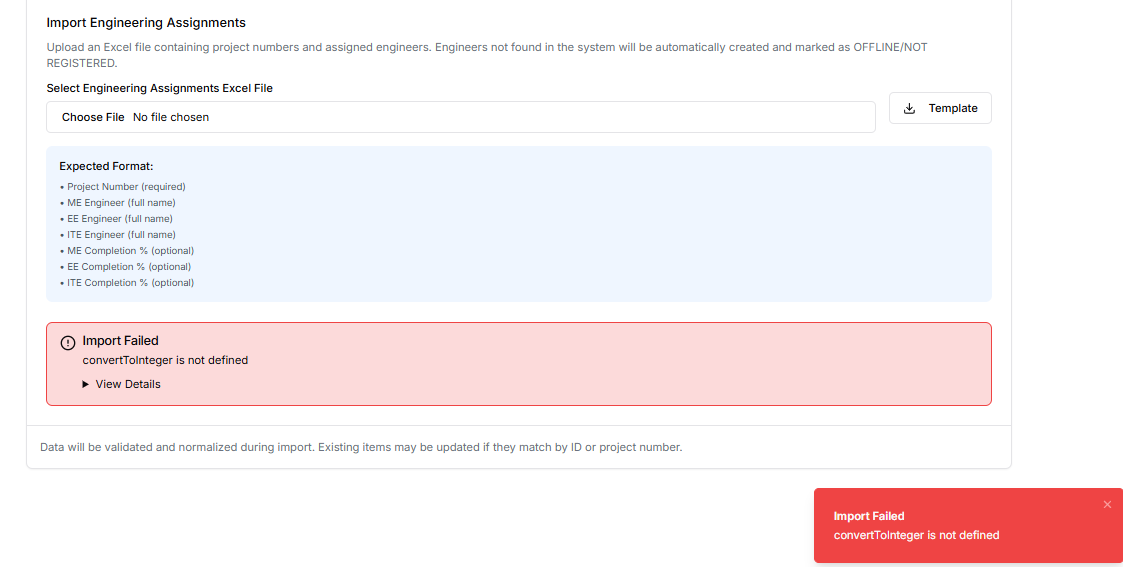 Import Engineering Assignments
Upload an Excel file containing project numbers and assigned engineers. Engineers not found in the system will be automatically created and marked as OFFLINE/NOT
REGISTERED.
Select Engineering Assignments Excel File
Choose File No file chosen
Template
Expected Format:
• Project Number (required)
• ME Engineer (full name)
• EE Engineer (full name)
• ITE Engineer (full name)
• ME Completion % (optional)
• EE Completion % (optional)
• ITE Completion % (optional)
Import Failed
convertToInteger is not defined
View Details
Data will be validated and normalized during import. Existing items may be updated if they match by ID or project number.
Import Failed
convertToInteger is not defined